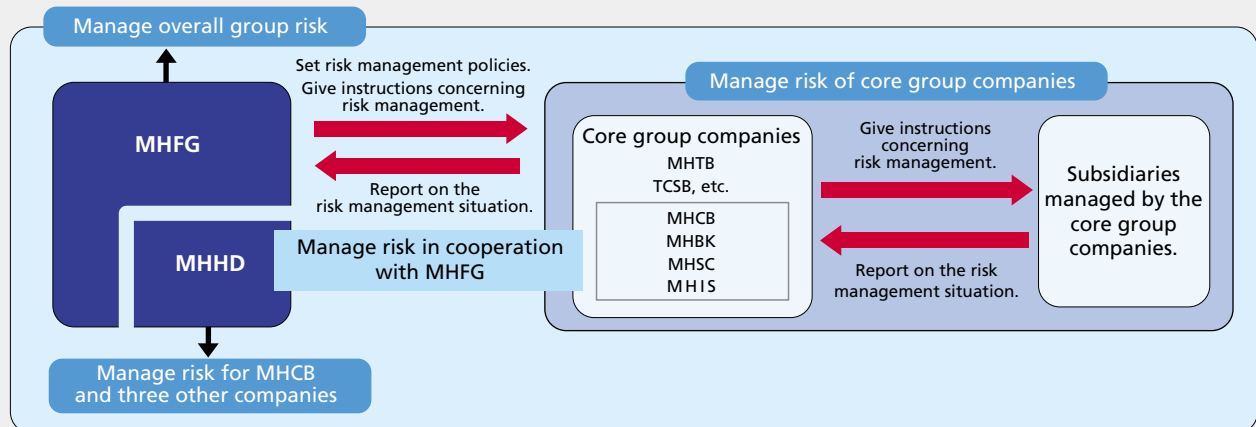 Manage overall group risk
MHFG
MHHD
Manage risk for MHCB
and three other companies
Set risk management policies.
Give instructions concerning
risk management.
Report on the
risk management situation.
Manage risk in cooperation
with MHFG
Manage risk of core group companies
Core group companies
MHTB
TCSB, etc.
MHCB
MHBK
MHSC
MHIS
Give instructions
concerning
risk management.
Report on the risk
management situation.
Subsidiaries
managed by the
core group
companies.